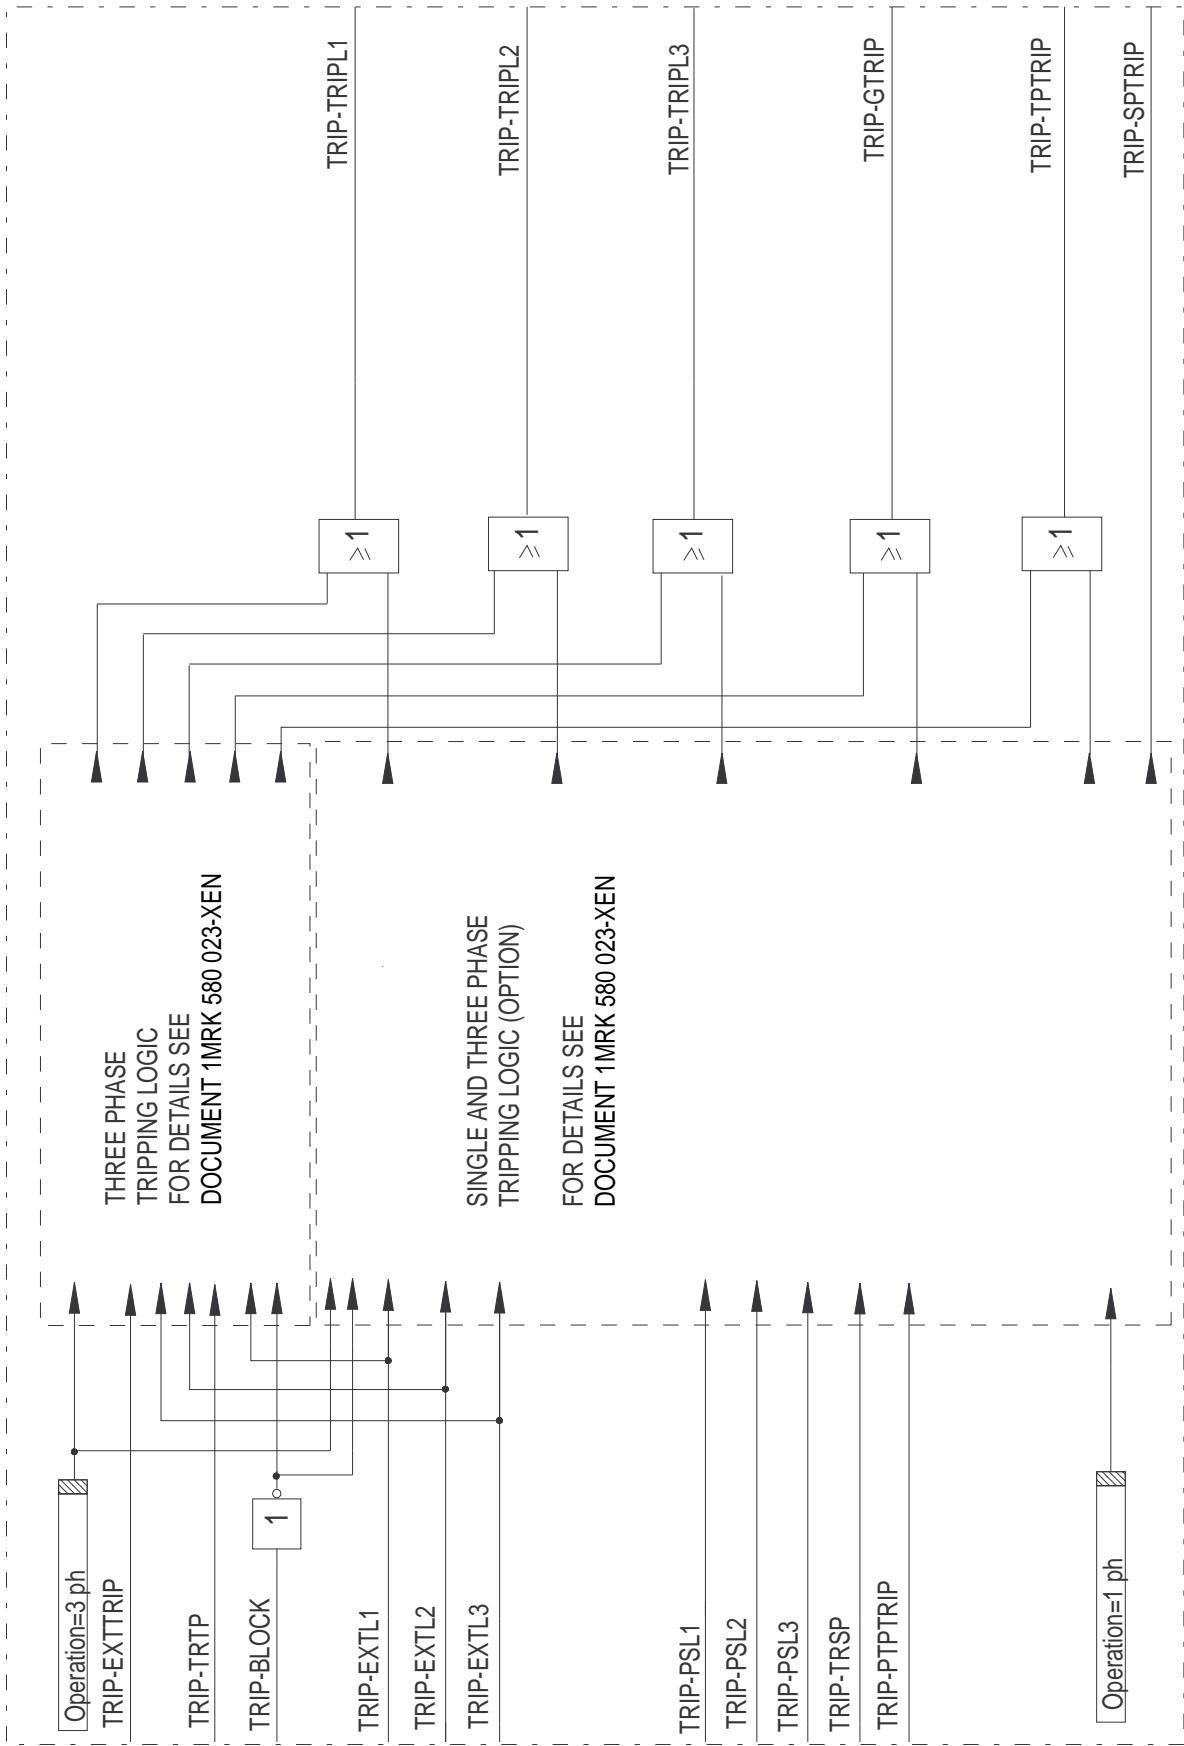 Operation=3 ph
TRIP-EXTTRIP
TRIP-TRTP
TRIP-BLOCK
1
TRIP-EXTL1
TRIP-EXTL2
TRIP-EXTL3
TRIP-PSL1
TRIP-PSL2
TRIP-PSL3
TRIP-TRSP
TRIP-PTPTRIP
Operation=1 ph
THREE PHASE
TRIPPING LOGIC
FOR DETAILS SEE
DOCUMENT 1MRK 580 023-XEN
SINGLE AND THREE PHASE
TRIPPING LOGIC (OPTION)
FOR DETAILS SEE
DOCUMENT 1MRK 580 023-XEN
≥1
≥1
≥1
≥1
≥1
TRIP-TRIPL1
TRIP-TRIPL2
TRIP-TRIPL3
TRIP-GTRIP
TRIP-TPTRIP
TRIP-SPTRIP